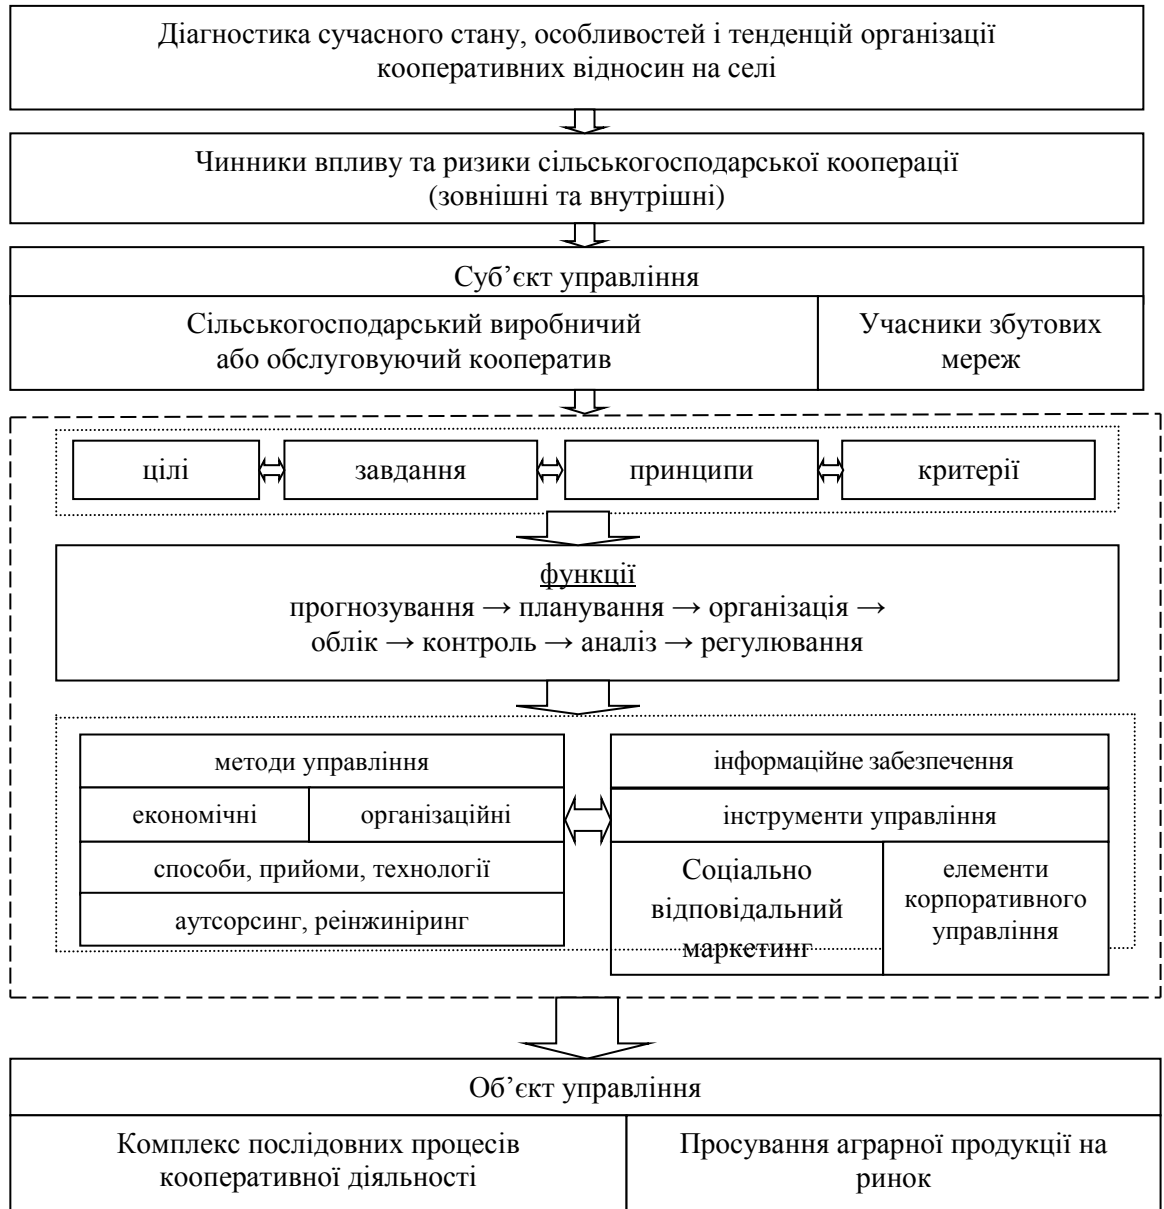 Діагностика сучасного стану, особливостей і тенденцій організації
кооперативних відносин на селі
Чинники впливу та ризики сільськогосподарської кооперації
(зовнішні та внутрішні)
Суб’єкт управління
Сільськогосподарський виробничий
або обслуговуючий кооператив
Учасники збутових
мереж
цілі
завдання
принципи
критерії
функції
прогнозування → планування → організація →
облік → контроль → аналіз → регулювання
методи управління
економічні
організаційні
способи, прийоми, технології
аутсорсинг, реінжиніринг
інформаційне забезпечення
інструменти управління
Соціально
відповідальний
маркетинг
елементи
корпоративного
управління
Об’єкт управління
Комплекс послідовних процесів
кооперативної діяльності
Просування аграрної продукції на
ринок